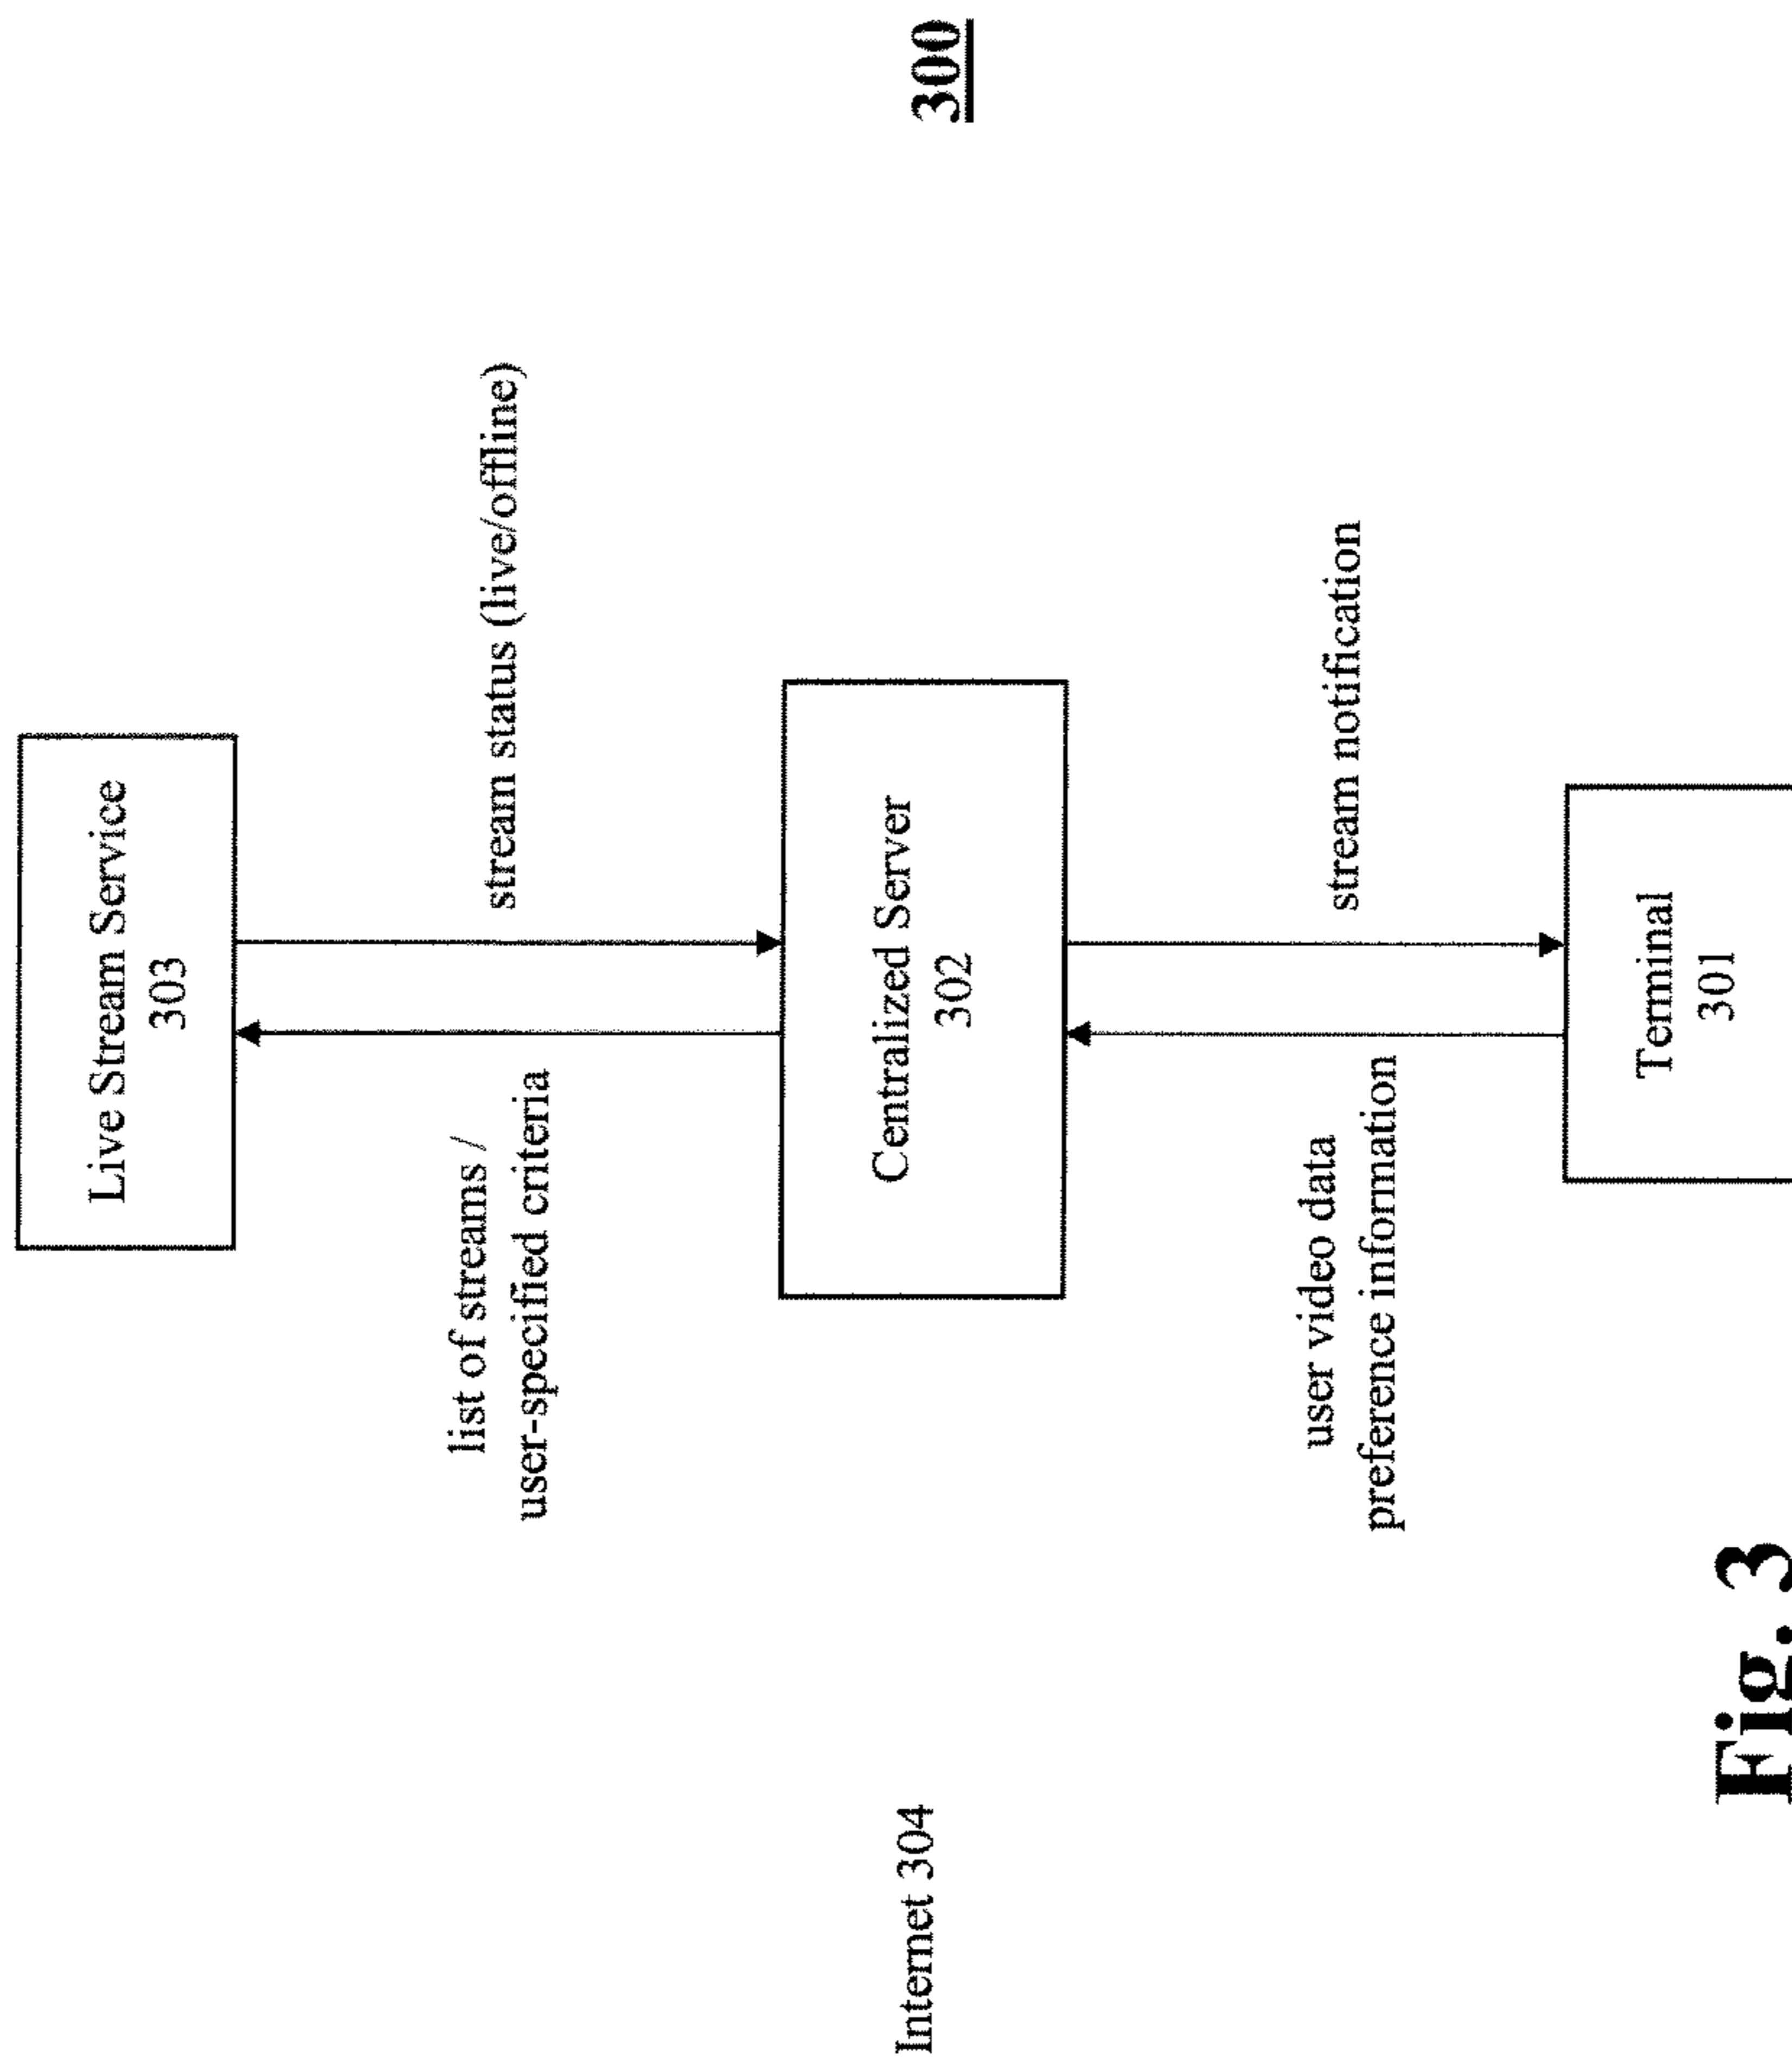 300
Live Stream Service
303
stream status (live/offline)
list of streams /
user-specified criteria
Centralized Server
302
stream notification
user video data
preference information
Terminal
301
Internet 304
Fig. 3